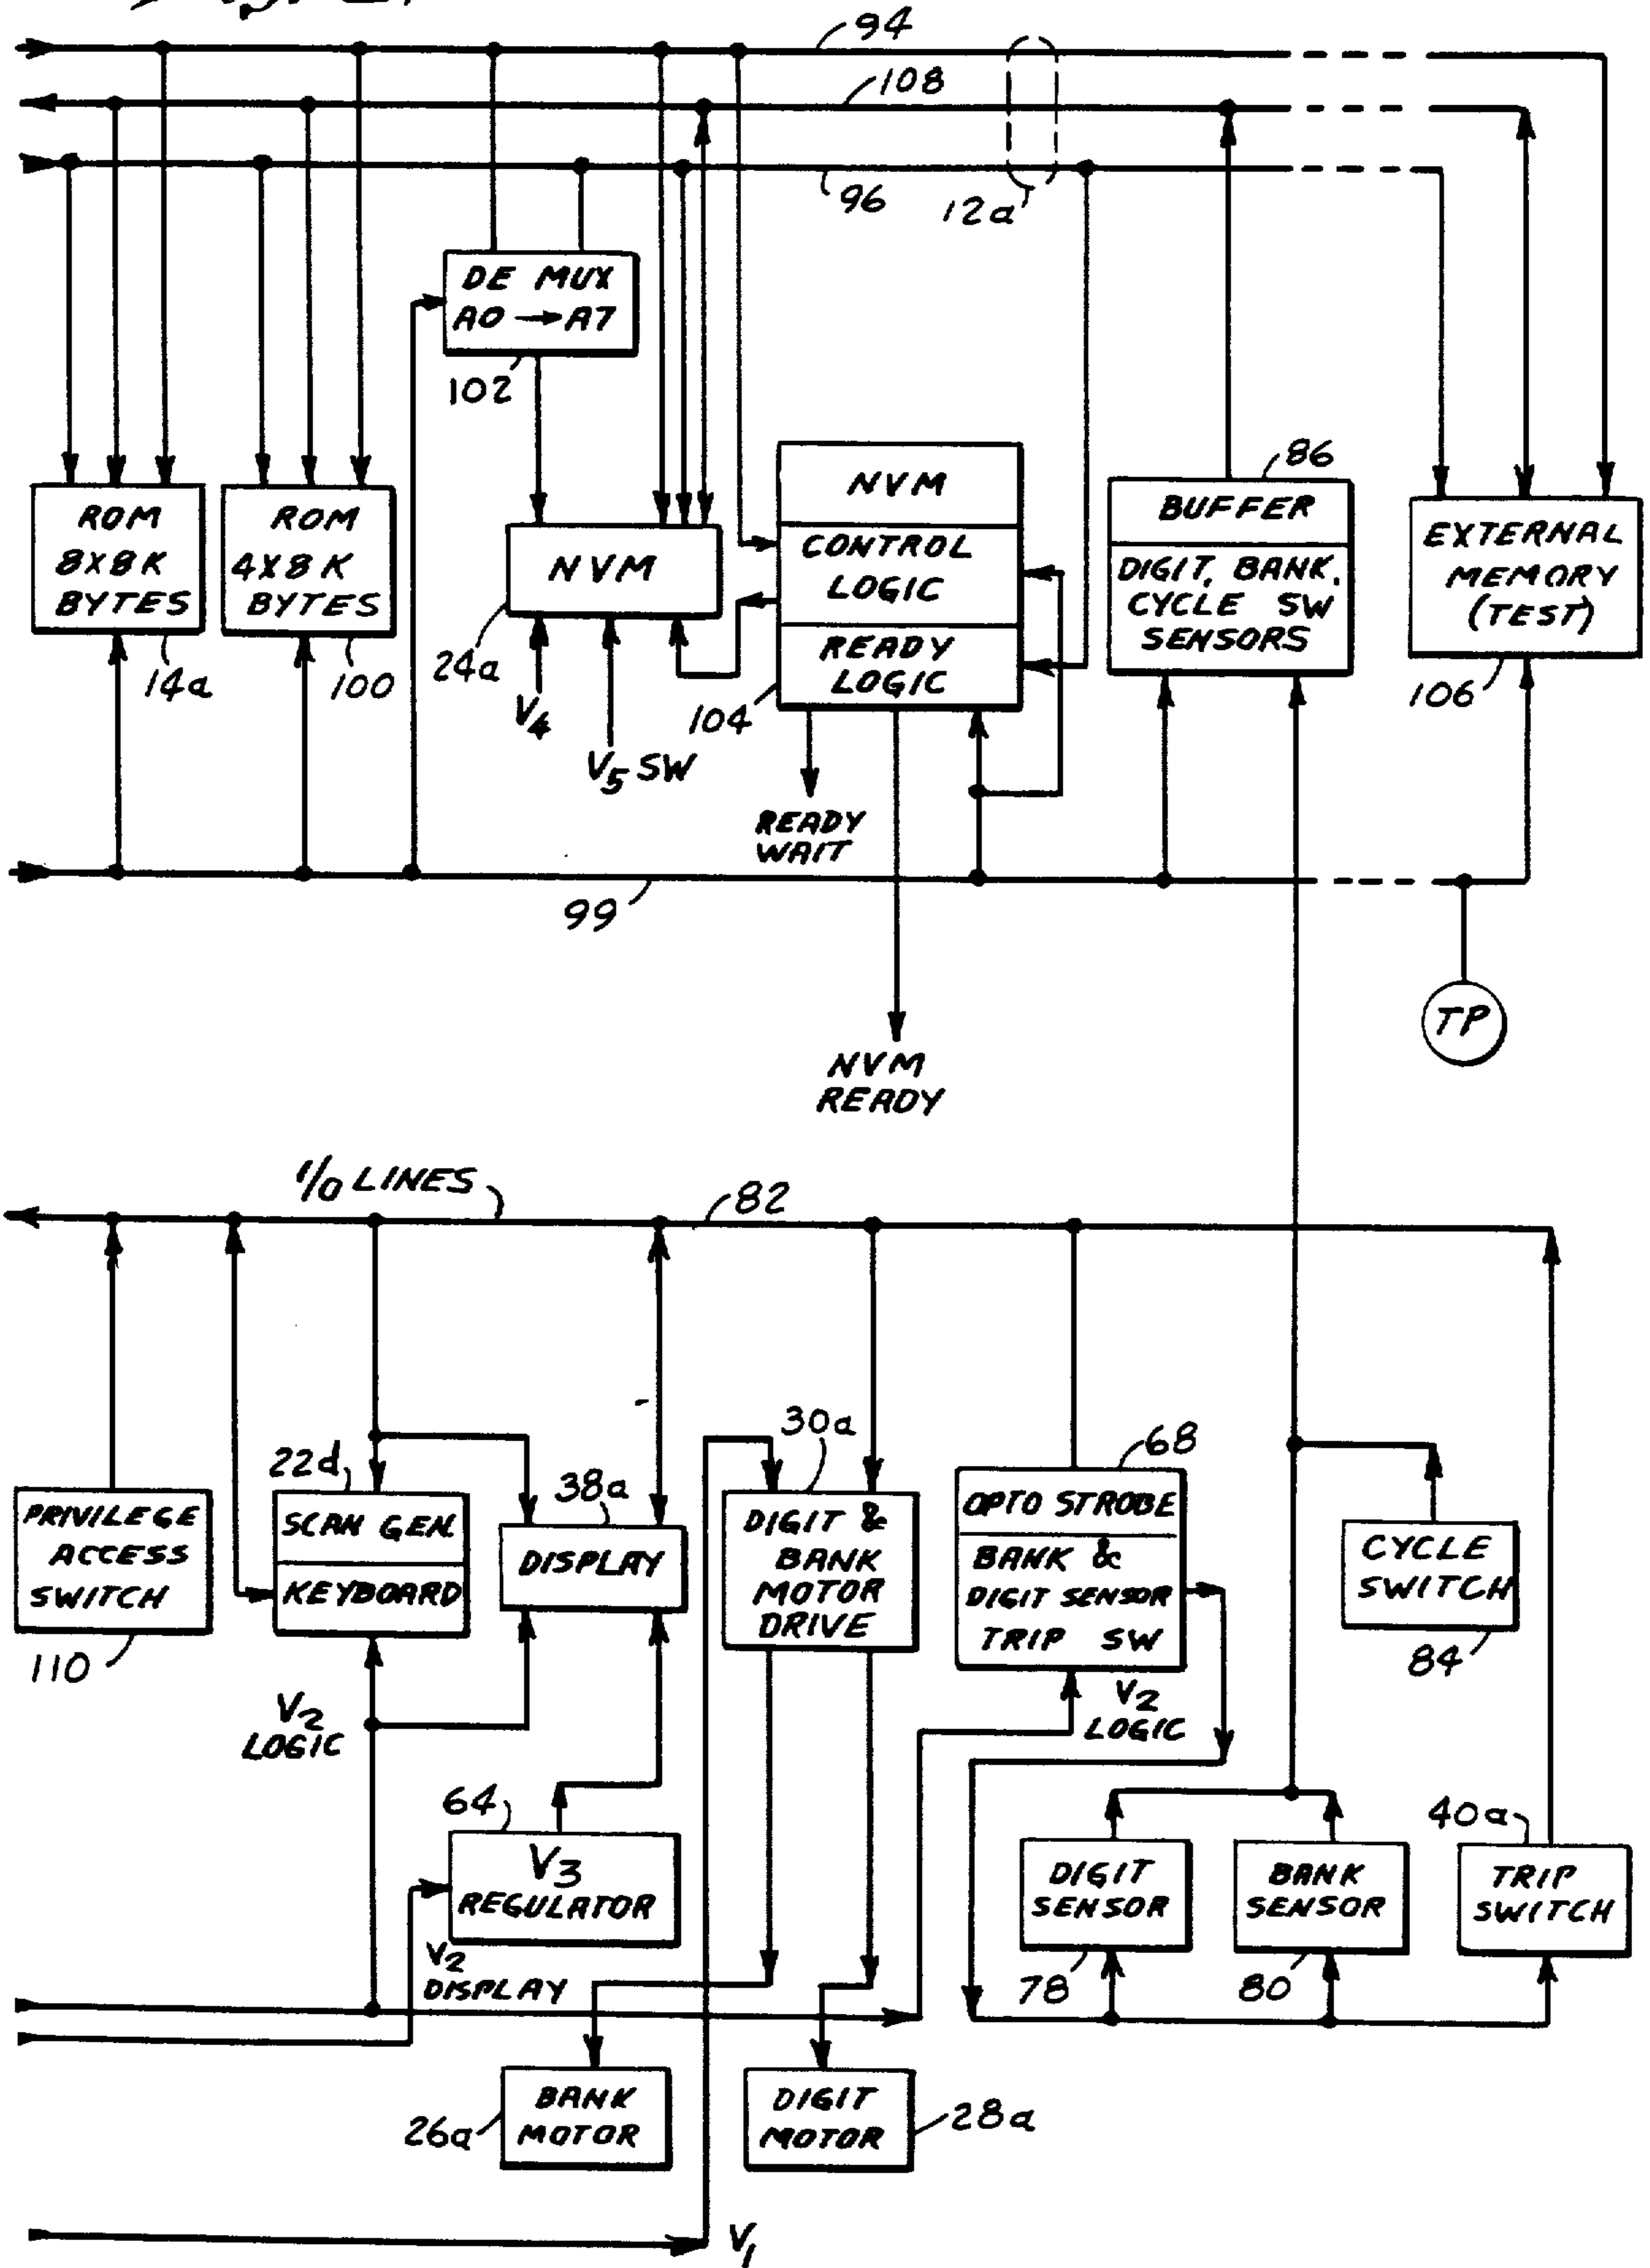 94
108
96
12a
DE MUX
A0 → A7
102
ROM
8X8K
BYTES
14a
ROM
4X8K
BYTES
100
NVM
24a
V4
V5 SW
NVM
CONTROL
LOGIC
READY
LOGIC
104
READY
WAIT
NVM
READY
86
BUFFER
DIGIT, BANK,
CYCLE SW
SENSORS
EXTERNAL
MEMORY
(TEST)
106
99
TP
I/O LINES
82
PRIVILEGE
ACCESS
SWITCH
110
22d
SCAN GEN.
KEYBOARD
V2
LOGIC
38a
DISPLAY
30a
DIGIT &
BANK
MOTOR
DRIVE
68
OPTO STROBE
BANK &
DIGIT SENSOR
TRIP SW
V2
LOGIC
CYCLE
SWITCH
84
64
V3
REGULATOR
V2
DISPLAY
DIGIT
SENSOR
78
BANK
SENSOR
80
40a
TRIP
SWITCH
BANK
MOTOR
26a
DIGIT
MOTOR
28a
V1